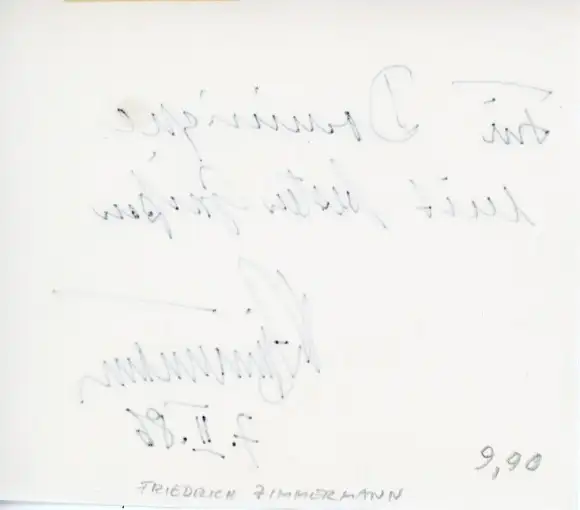 Für Dominique
mit besten Grüßen
Zimmermann
7.II.86
9,90
FRIEDRICH ZIMMERMANN